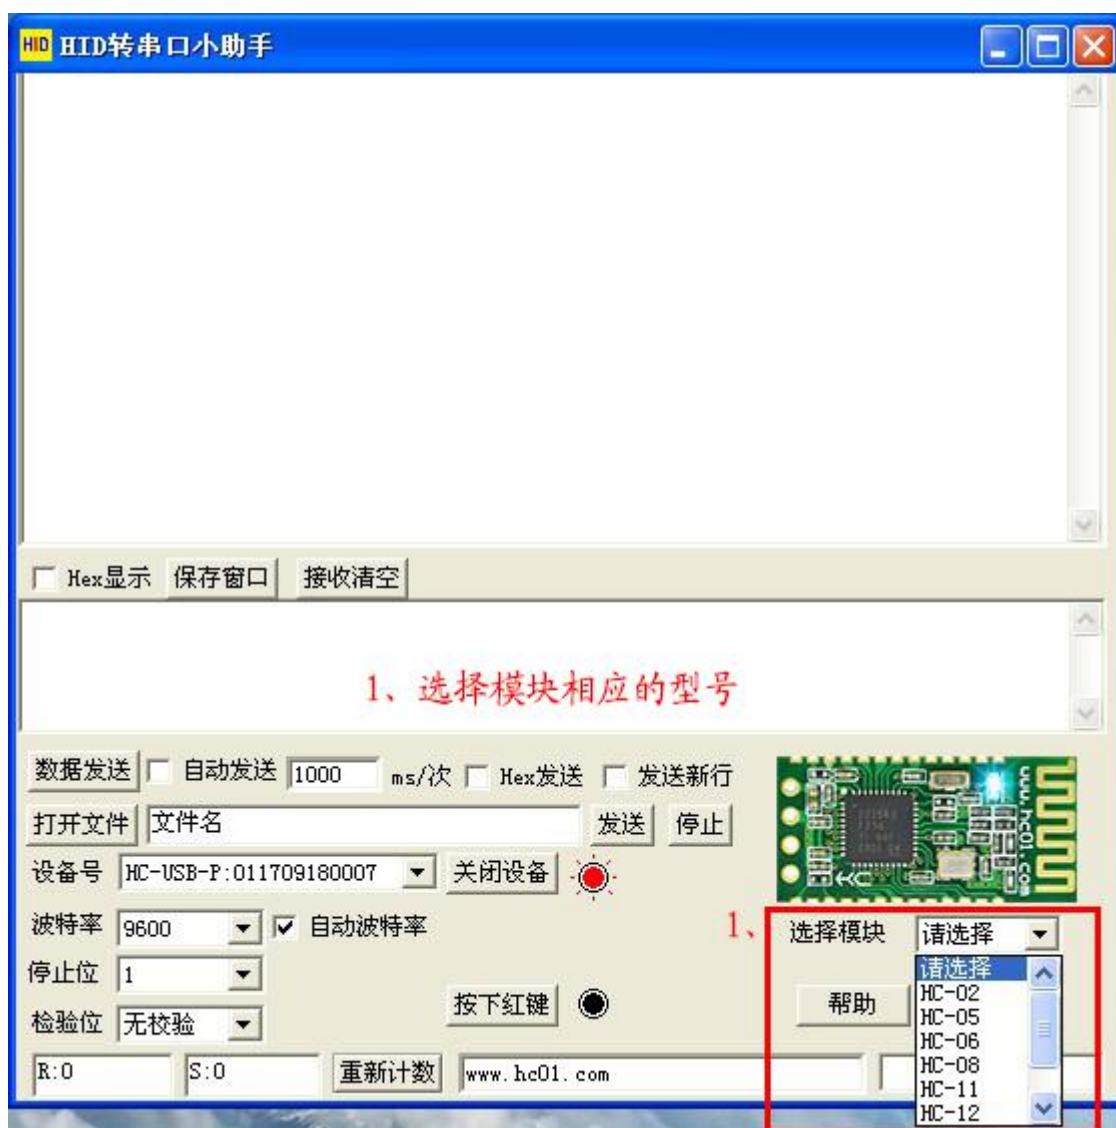 HID HID转串口小助手
Hex显示 保存窗口 接收清空
1、选择模块相应的型号
数据发送 自动发送 1000 ms/次 Hex发送 发送新行
打开文件 文件名 发送 停止
设备号 HC-USB-P:011709180007 关闭设备
www.hc01.com
波特率 9600 自动波特率
1、 选择模块 请选择
停止位 1
请选择
HC-02
按下红键
帮助
HC-05
检验位 无校验
HC-06
HC-08
R:0 S:0 重新计数 www.hc01.com
HC-11
HC-12